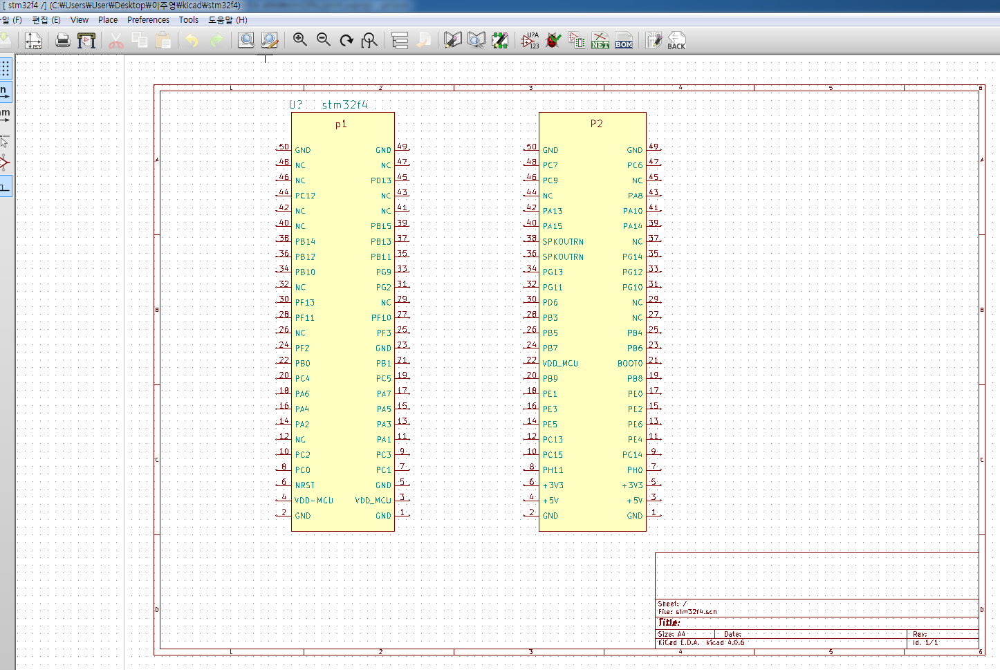 [ stm32f4 /] (C:₩Users₩User₩Desktop₩이주영₩kicad₩stm32f4)
일 (F) 편집 (E) View Place Preferences Tools 도움말 (H)
U?A
123
NET
BOM
BACK
n
am
1 2 3 4 5 6
U? stm32f4
p1 P2
50 GND GND 49 50 GND GND 49
A A
48 NC NC 47 48 PC7 PC6 47
46 NC PD13 45 46 PC9 NC 45
44 PC12 NC 43 44 NC PA8 43
42 NC NC 41 42 PA13 PA10 41
40 NC PB15 39 40 PA15 PA14 39
38 PB14 PB13 37 38 SPKOUTRN NC 37
36 PB12 PB11 35 36 SPKOUTRN PG14 35
34 PB10 PG9 33 34 PG13 PG12 33
32 NC PG2 31 32 PG11 PG10 31
30 PF13 NC 29 30 PD6 NC 29
B B
28 PF11 PF10 27 28 PB3 NC 27
26 NC PF3 25 26 PB5 PB4 25
24 PF2 GND 23 24 PB7 PB6 23
22 PB0 PB1 21 22 VDD_MCU BOOT0 21
20 PC4 PC5 19 20 PB9 PB8 19
18 PA6 PA7 17 18 PE1 PE0 17
16 PA4 PA5 15 16 PE3 PE2 15
14 PA2 PA3 13 14 PE5 PE6 13
12 NC PA1 11 12 PC13 PE4 11
10 PC2 PC3 9 10 PC15 PC14 9
C C
8 PC0 PC1 7 8 PH11 PH0 7
6 NRST GND 5 6 +3V3 +3V3 5
4 VDD-MCU VDD_MCU 3 4 +5V +5V 3
2 GND GND 1 2 GND GND 1
Sheet: /
File: stm32f4.sch
D D
Title:
Size: A4 Date: Rev:
KiCad E.D.A. kicad 4.0.6 Id: 1/1
1 2 3 4 5 6